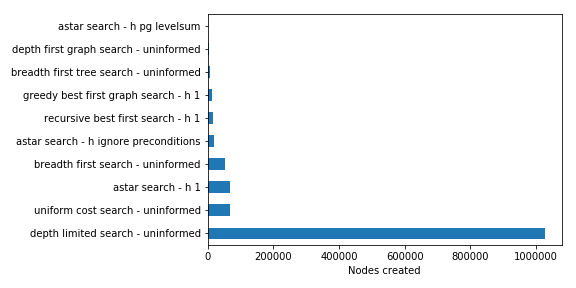 astar search - h pg levelsum
depth first graph search - uninformed
breadth first tree search - uninformed
greedy best first graph search - h 1
recursive best first search - h 1
astar search - h ignore preconditions
breadth first search - uninformed
astar search - h 1
uniform cost search - uninformed
depth limited search - uninformed
0 200000 400000 600000 800000 1000000
Nodes created